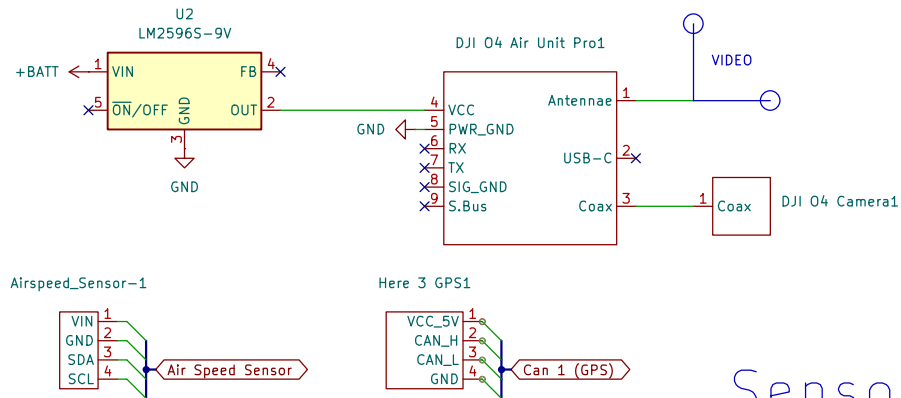 U2
LM2596S-9V
+BATT
1
VIN
FB
4
5
ON/OFF
GND
OUT
2
3
GND
DJI O4 Air Unit Pro1
VIDEO
Antennae
1
4
VCC
GND
5
PWR_GND
6
RX
USB-C
2
7
TX
8
SIG_GND
9
S.Bus
Coax
3
1
Coax
DJI O4 Camera1
Airspeed_Sensor-1
VIN
1
GND
2
SDA
3
SCL
4
Air Speed Sensor
Here 3 GPS1
VCC_5V
1
CAN_H
2
CAN_L
3
GND
4
Can 1 (GPS)
Senso